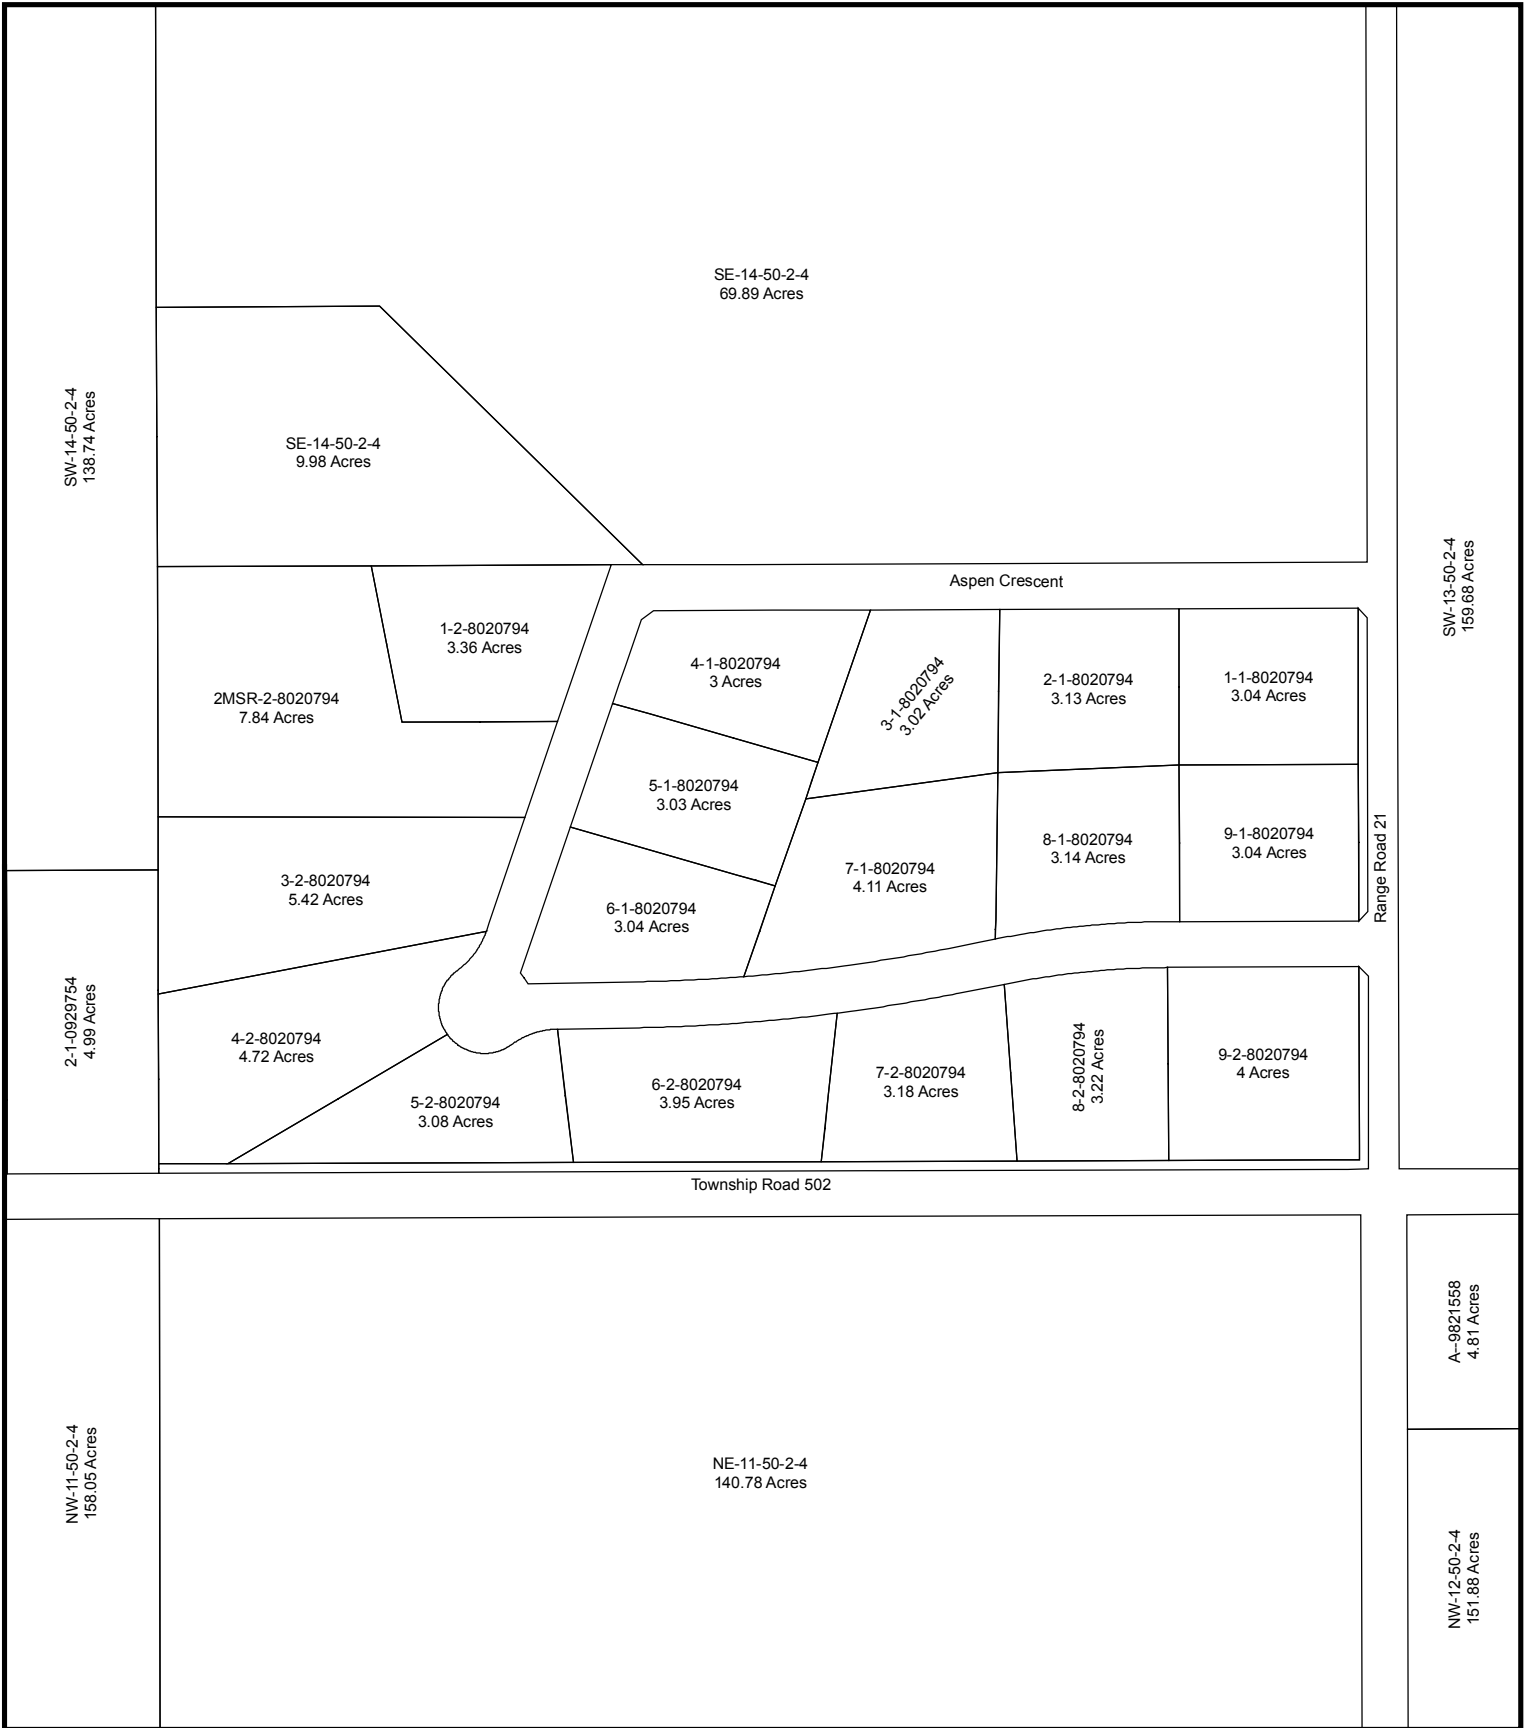 SE-14-50-2-4
69.89 Acres
SW-14-50-2-4
138.74 Acres
SE-14-50-2-4
9.98 Acres
SW-13-50-2-4
159.68 Acres
Aspen Crescent
1-2-8020794
3.36 Acres
2MSR-2-8020794
7.84 Acres
4-1-8020794
3 Acres
3-1-8020794
3.02 Acres
2-1-8020794
3.13 Acres
1-1-8020794
3.04 Acres
5-1-8020794
3.03 Acres
7-1-8020794
4.11 Acres
8-1-8020794
3.14 Acres
9-1-8020794
3.04 Acres
Range Road 21
3-2-8020794
5.42 Acres
6-1-8020794
3.04 Acres
2-1-0929754
4.99 Acres
4-2-8020794
4.72 Acres
5-2-8020794
3.08 Acres
6-2-8020794
3.95 Acres
7-2-8020794
3.18 Acres
8-2-8020794
3.22 Acres
9-2-8020794
4 Acres
Township Road 502
A--9821558
4.81 Acres
NW-11-50-2-4
158.05 Acres
NE-11-50-2-4
140.78 Acres
NW-12-50-2-4
151.88 Acres